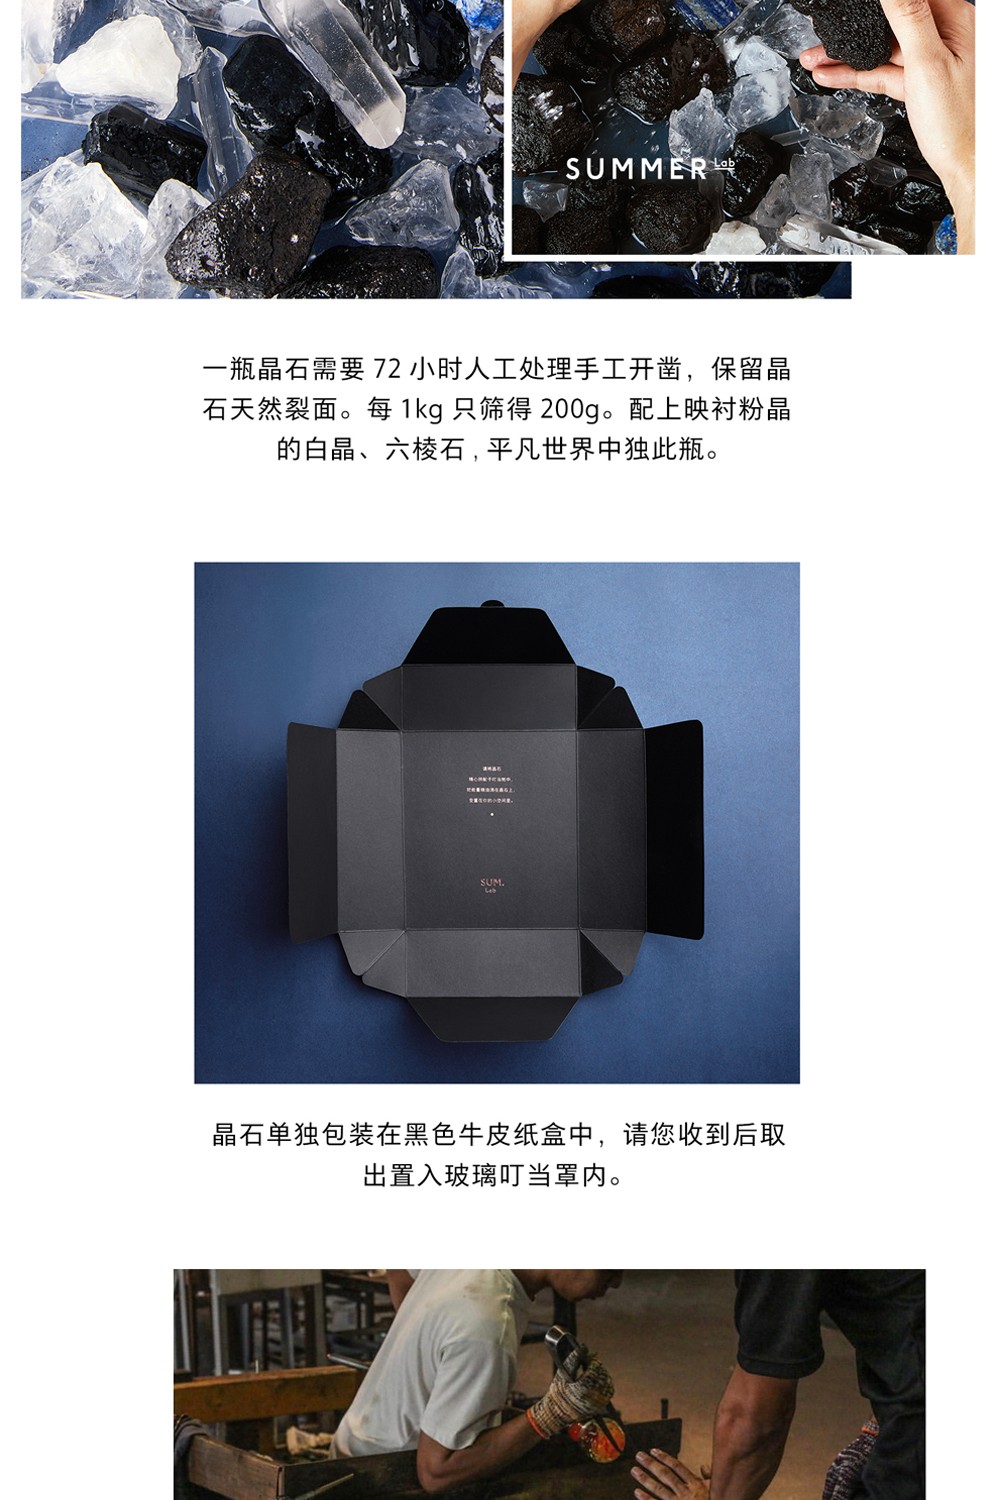 SUMMER Lab
一瓶晶石需要 72 小时人工处理手工开凿，保留晶
石天然裂面。每 1kg 只筛得 200g。配上映衬粉晶
的白晶、六棱石，平凡世界中独此瓶。
SUM.
Lab
晶石单独包装在黑色牛皮纸盒中，请您收到后取
出置入玻璃叮当罩内。